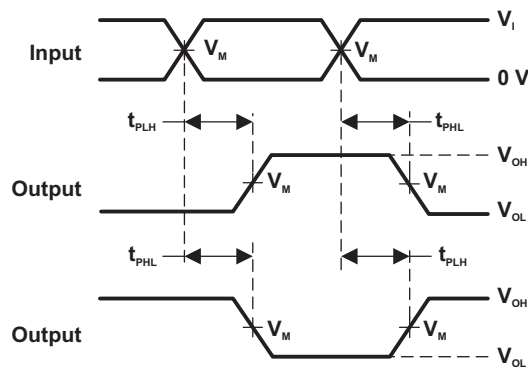 V_I
Input V_M V_M
0 V
t_PLH t_PHL
V_OH
Output V_M V_M
V_OL
t_PHL t_PLH
V_OH
V_M V_M
Output V_OL